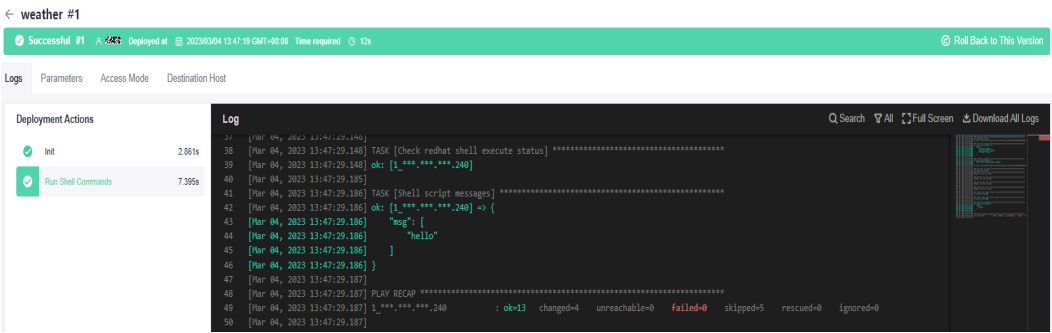 ← weather #1
Successful #1 Deployed at 2023/03/04 13:47:19 GMT+08:00 Time required 12s Roll Back to This Version
Logs Parameters Access Mode Destination Host
Deployment Actions
Init 2.861s
Run Shell Commands 7.395s
Log Search All Full Screen Download All Logs
37 [Mar 04, 2023 13:47:29.148]
38 [Mar 04, 2023 13:47:29.148] TASK [Check redhat shell execute status] ***************************************
39 [Mar 04, 2023 13:47:29.148] ok: [1_***.***.***.240]
40 [Mar 04, 2023 13:47:29.185]
41 [Mar 04, 2023 13:47:29.186] TASK [Shell script messages] **************************************************
42 [Mar 04, 2023 13:47:29.186] ok: [1_***.***.***.240] => {
43 [Mar 04, 2023 13:47:29.186] "msg": [
44 [Mar 04, 2023 13:47:29.186] "hello"
45 [Mar 04, 2023 13:47:29.186] ]
46 [Mar 04, 2023 13:47:29.186] }
47 [Mar 04, 2023 13:47:29.187]
48 [Mar 04, 2023 13:47:29.187] PLAY RECAP ********************************************************************
49 [Mar 04, 2023 13:47:29.187] 1_***.***.***.240 : ok=13 changed=4 unreachable=0 failed=0 skipped=5 rescued=0 ignored=0
50 [Mar 04, 2023 13:47:29.187]